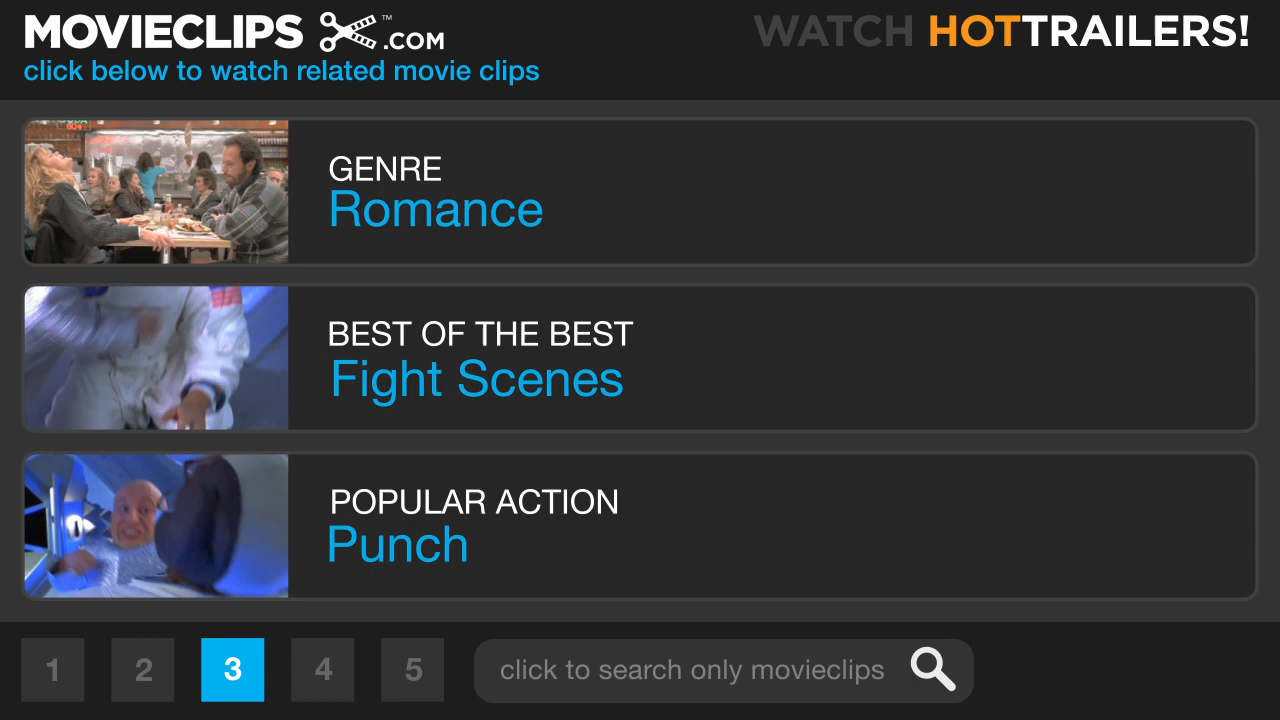 MOVIECLIPS ™ .COM
WATCH HOTTRAILERS!
click below to watch related movie clips
GENRE
Romance
BEST OF THE BEST
Fight Scenes
POPULAR ACTION
Punch
1 2 3 4 5 click to search only movieclips